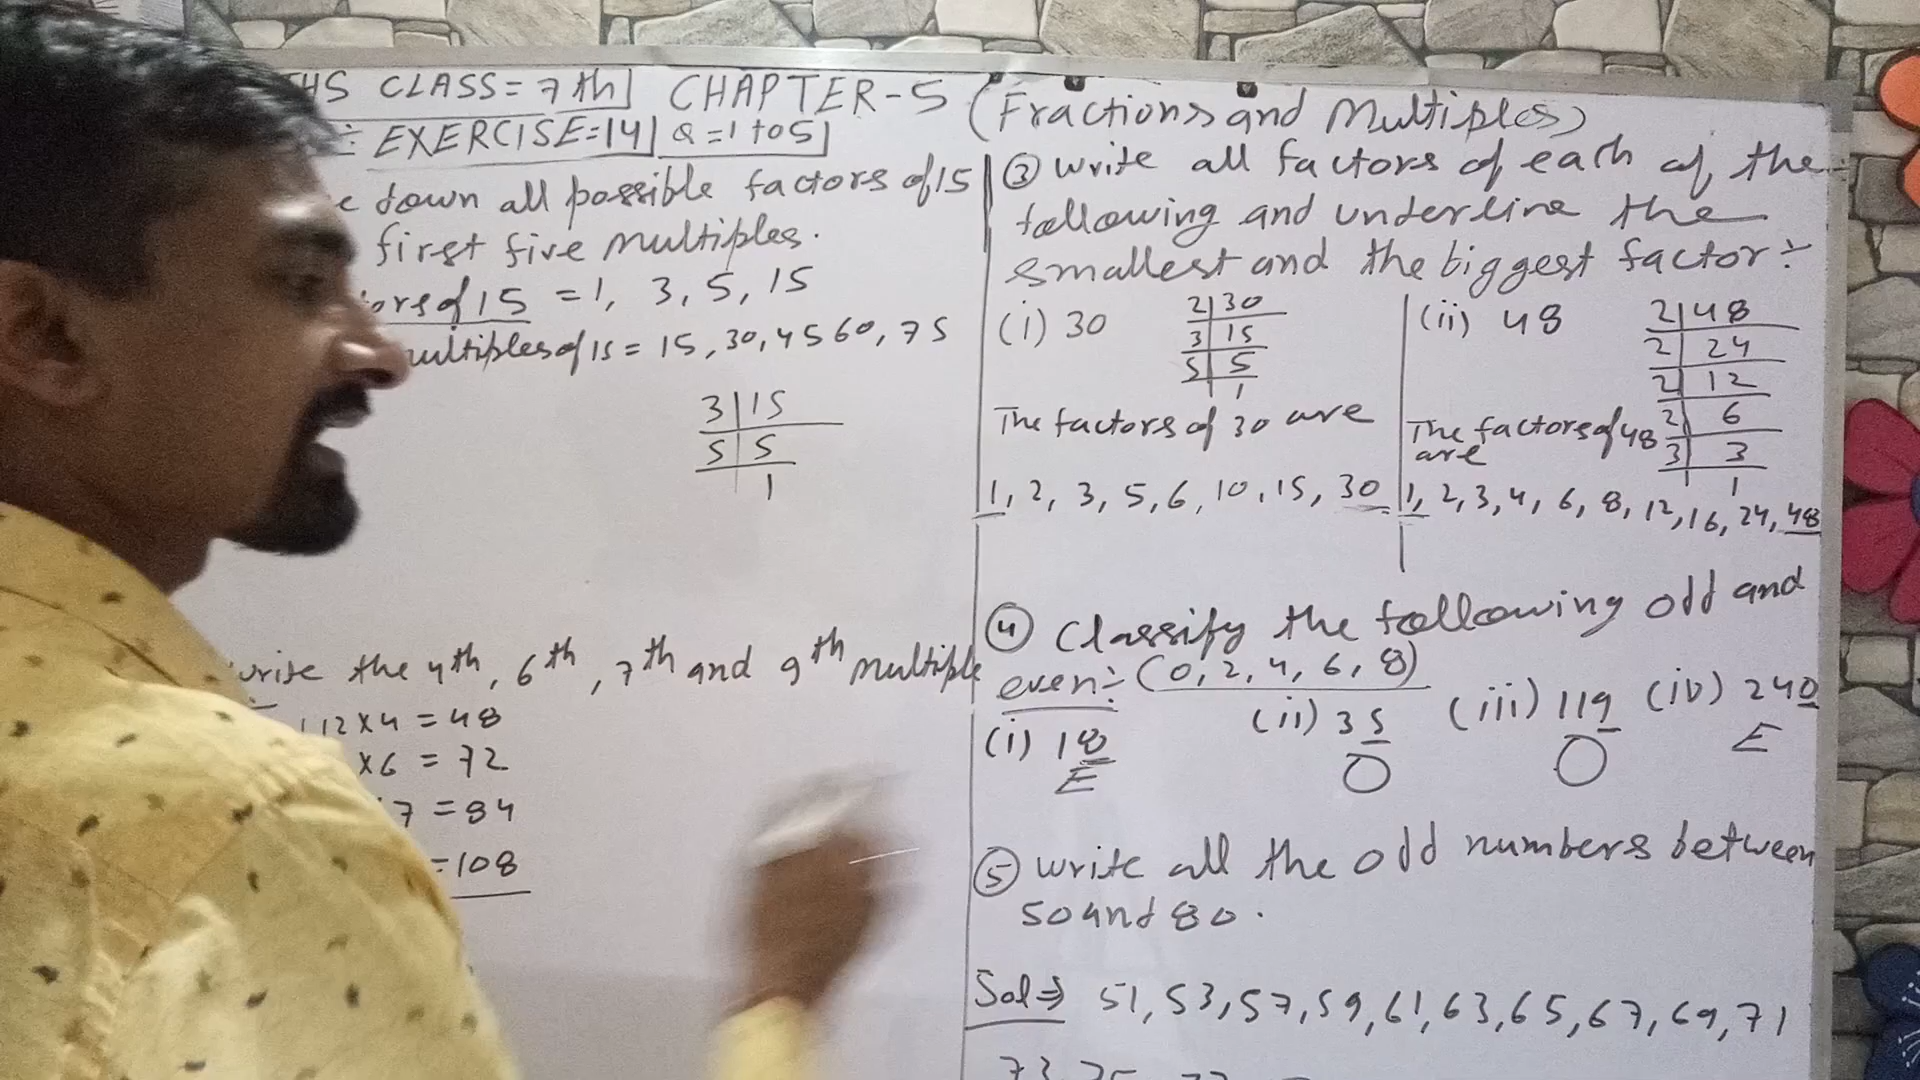 HS CLASS=7th CHAPTER-5 (Fractions and Multiples)
EXERCISE=14 Q=1 to 5
e down all possible factors of 15
first five multiples.
ors of 15 = 1, 3, 5, 15
ultiples of 15 = 15, 30, 45 60, 75
3 15
5 5
1
write the 4th, 6th, 7th and 9th multiple
12×4 = 48
×6 = 72
7 = 84
=108
③ Write all factors of each of the
following and underline the
smallest and the biggest factor÷
(i) 30
2 30
3 15
5 5
1
The factors of 30 are
1, 2, 3, 5, 6, 10, 15, 30
(ii) 48
2 48
2 24
2 12
2 6
3 3
1
The factors of 48
are
1, 2, 3, 4, 6, 8, 12, 16, 24, 48
④ Classify the following odd and
even÷ (0, 2, 4, 6, 8)
(i) 18 (ii) 35 (iii) 119 (iv) 240
E O O E
⑤ Write all the odd numbers between
50 and 80.
Sol⇒ 51, 53, 57, 59, 61, 63, 65, 67, 69, 71
73